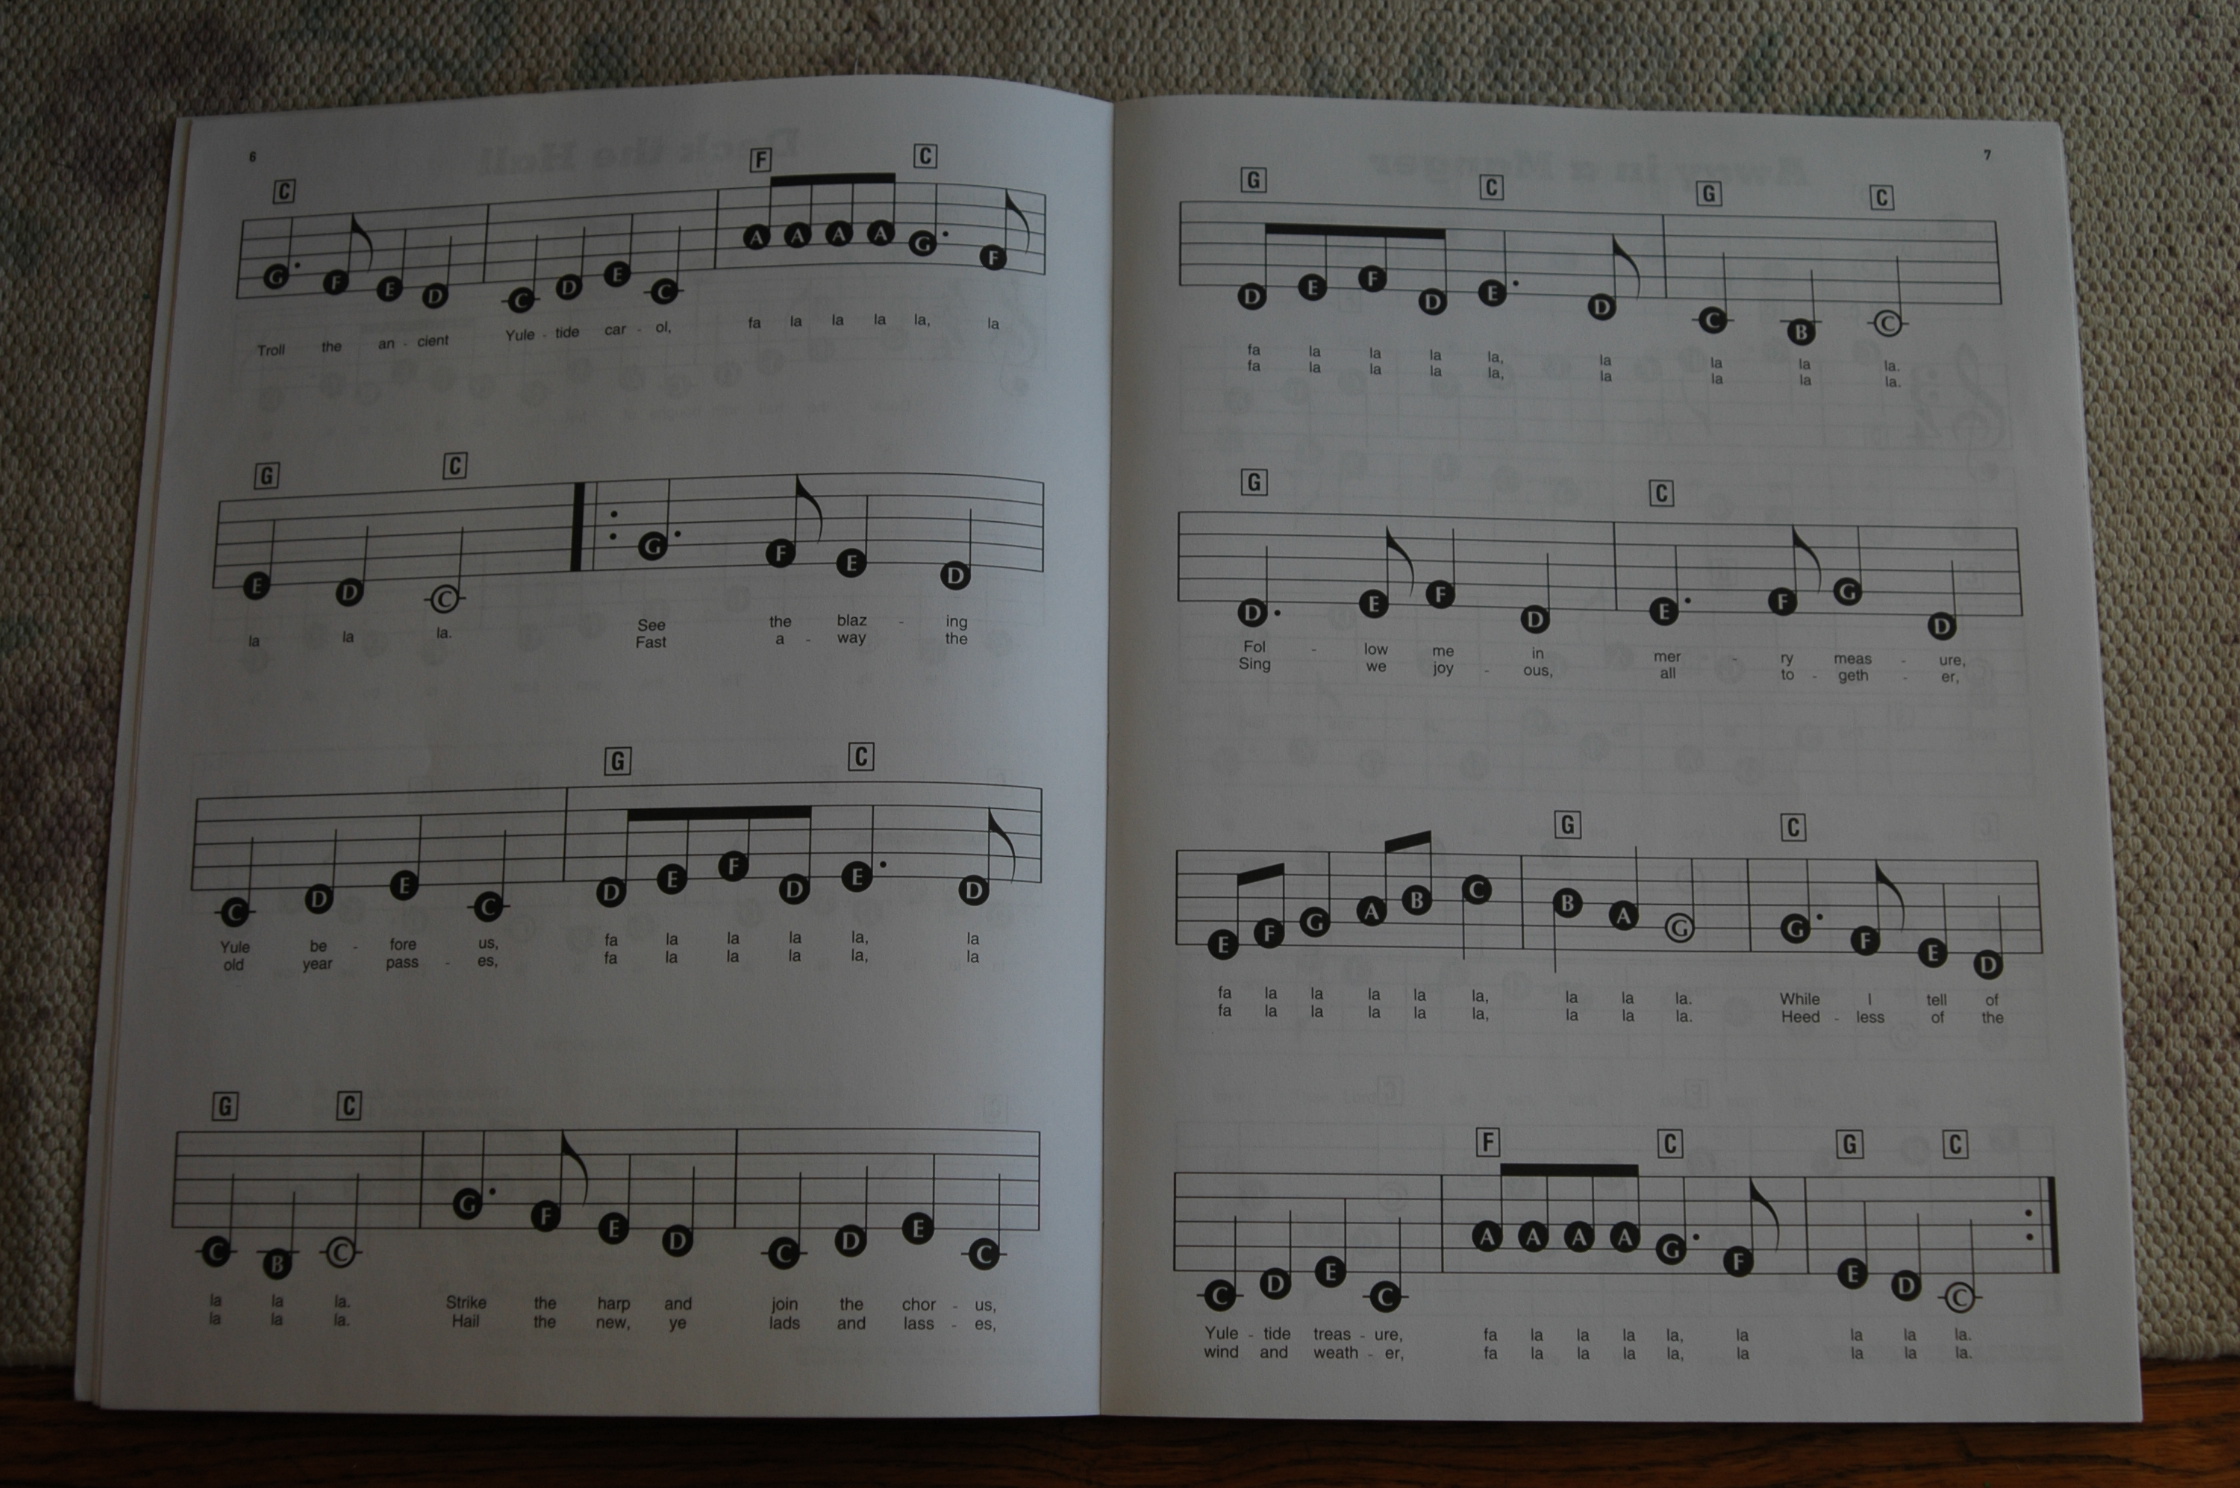 6
C F C
G F E D C D E C A A A A G F
Troll the an - cient Yule - tide car - ol, fa la la la la, la
G C
E D C G F E D
la la la. See the blaz - ing
Fast a - way the
G C
C D E C D E F D E D
Yule be - fore us, fa la la la la, la
old year pass - es, fa la la la la, la
G C
C B C G F E D C D E C
la la la. Strike the harp and join the chor - us,
la la la. Hail the new, ye lads and lass - es,
7
G C G C
D E F D E D C B C
fa la la la la, la la la la.
fa la la la la, la la la la.
G C
D E F D E F G D
Fol - low me in mer - ry meas - ure,
Sing we joy - ous, all to - geth - er,
G C
E F G A B C B A G G F E D
fa la la la la la, la la la. While I tell of
fa la la la la la, la la la. Heed - less of the
F C G C
C D E C A A A A G F E D C
Yule - tide treas - ure, fa la la la la, la la la la.
wind and weath - er, fa la la la la, la la la la.